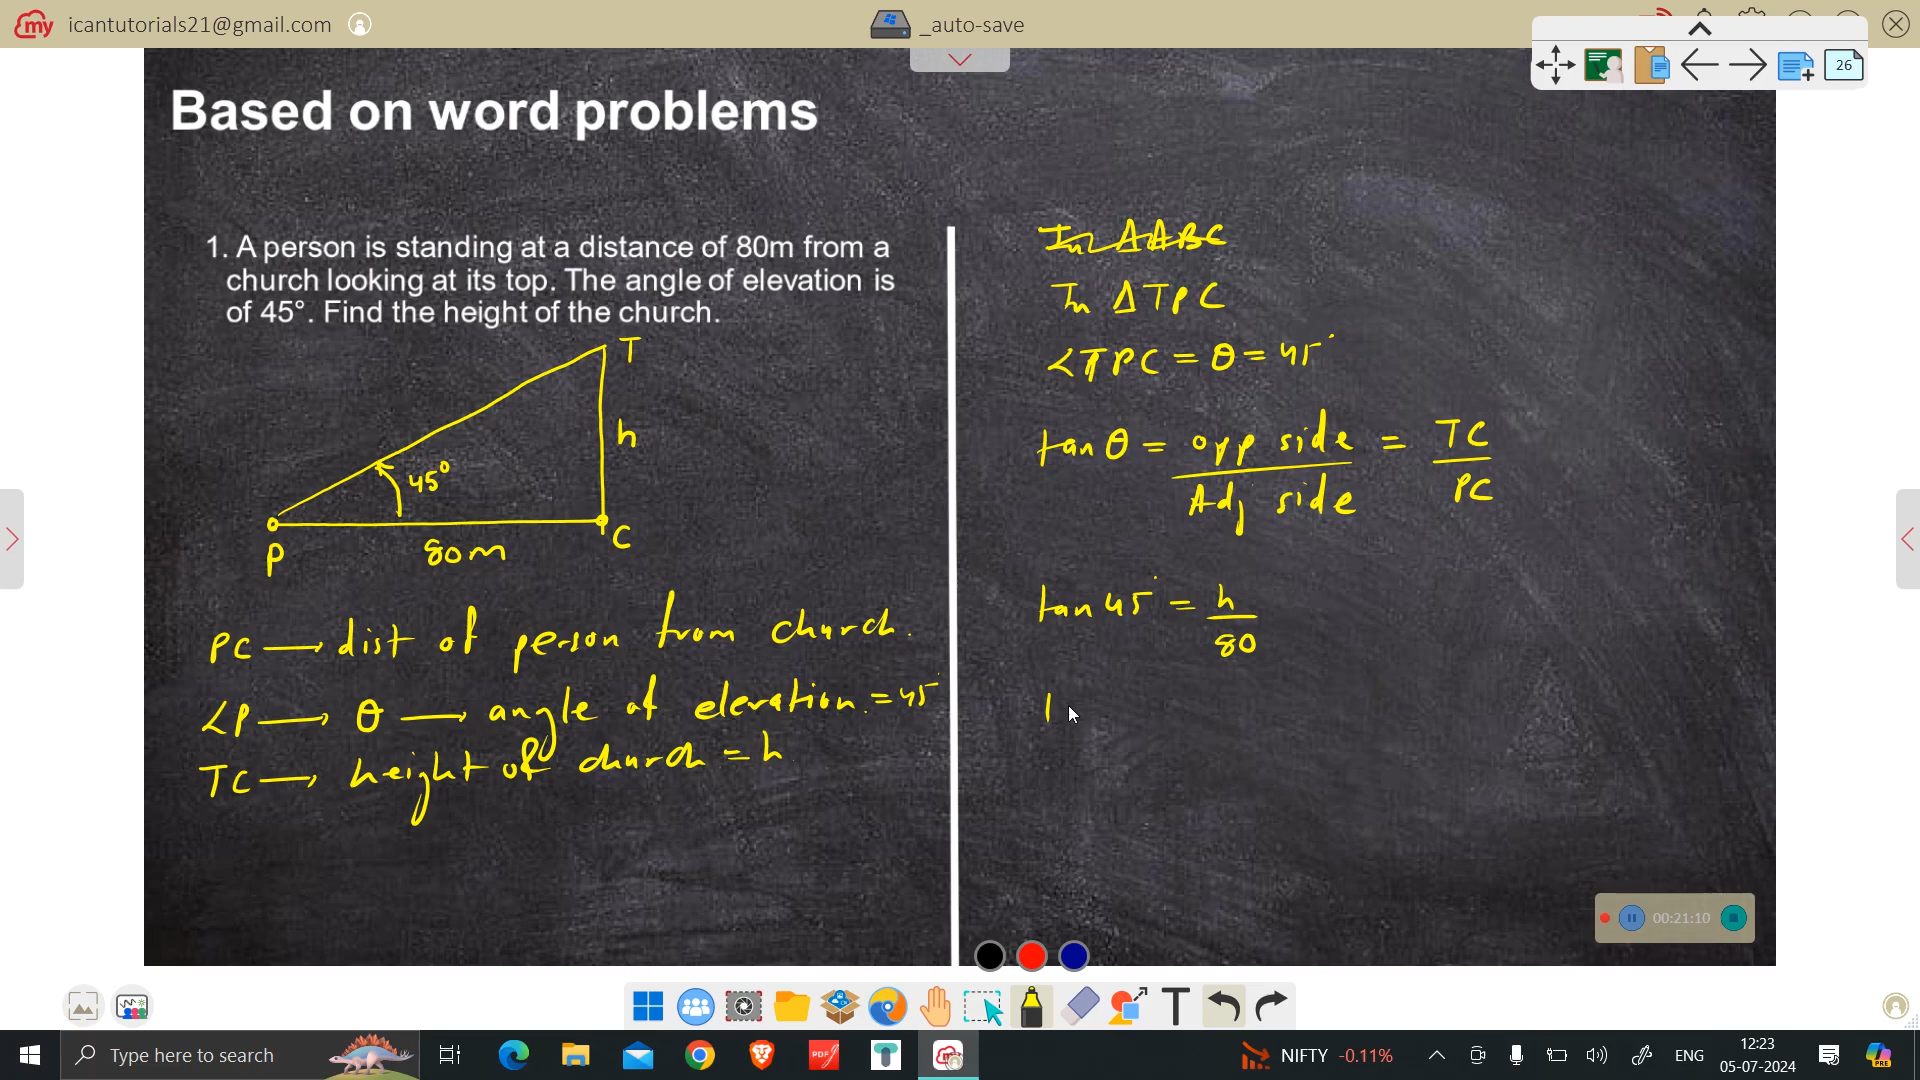 icantutorials21@gmail.com
_auto-save
26
Based on word problems
1. A person is standing at a distance of 80m from a
church looking at its top. The angle of elevation is
of 45°. Find the height of the church.
T
h
45°
P
80m
C
PC → dist of person from church.
∠P → θ → angle of elevation = 45°
TC → height of church = h
In ΔABC
In ΔTPC
∠TPC = θ = 45°
tan θ = opp side / Adj side = TC / PC
tan 45° = h / 80
1
00:21:10
Type here to search
NIFTY -0.11%
ENG
12:23
05-07-2024